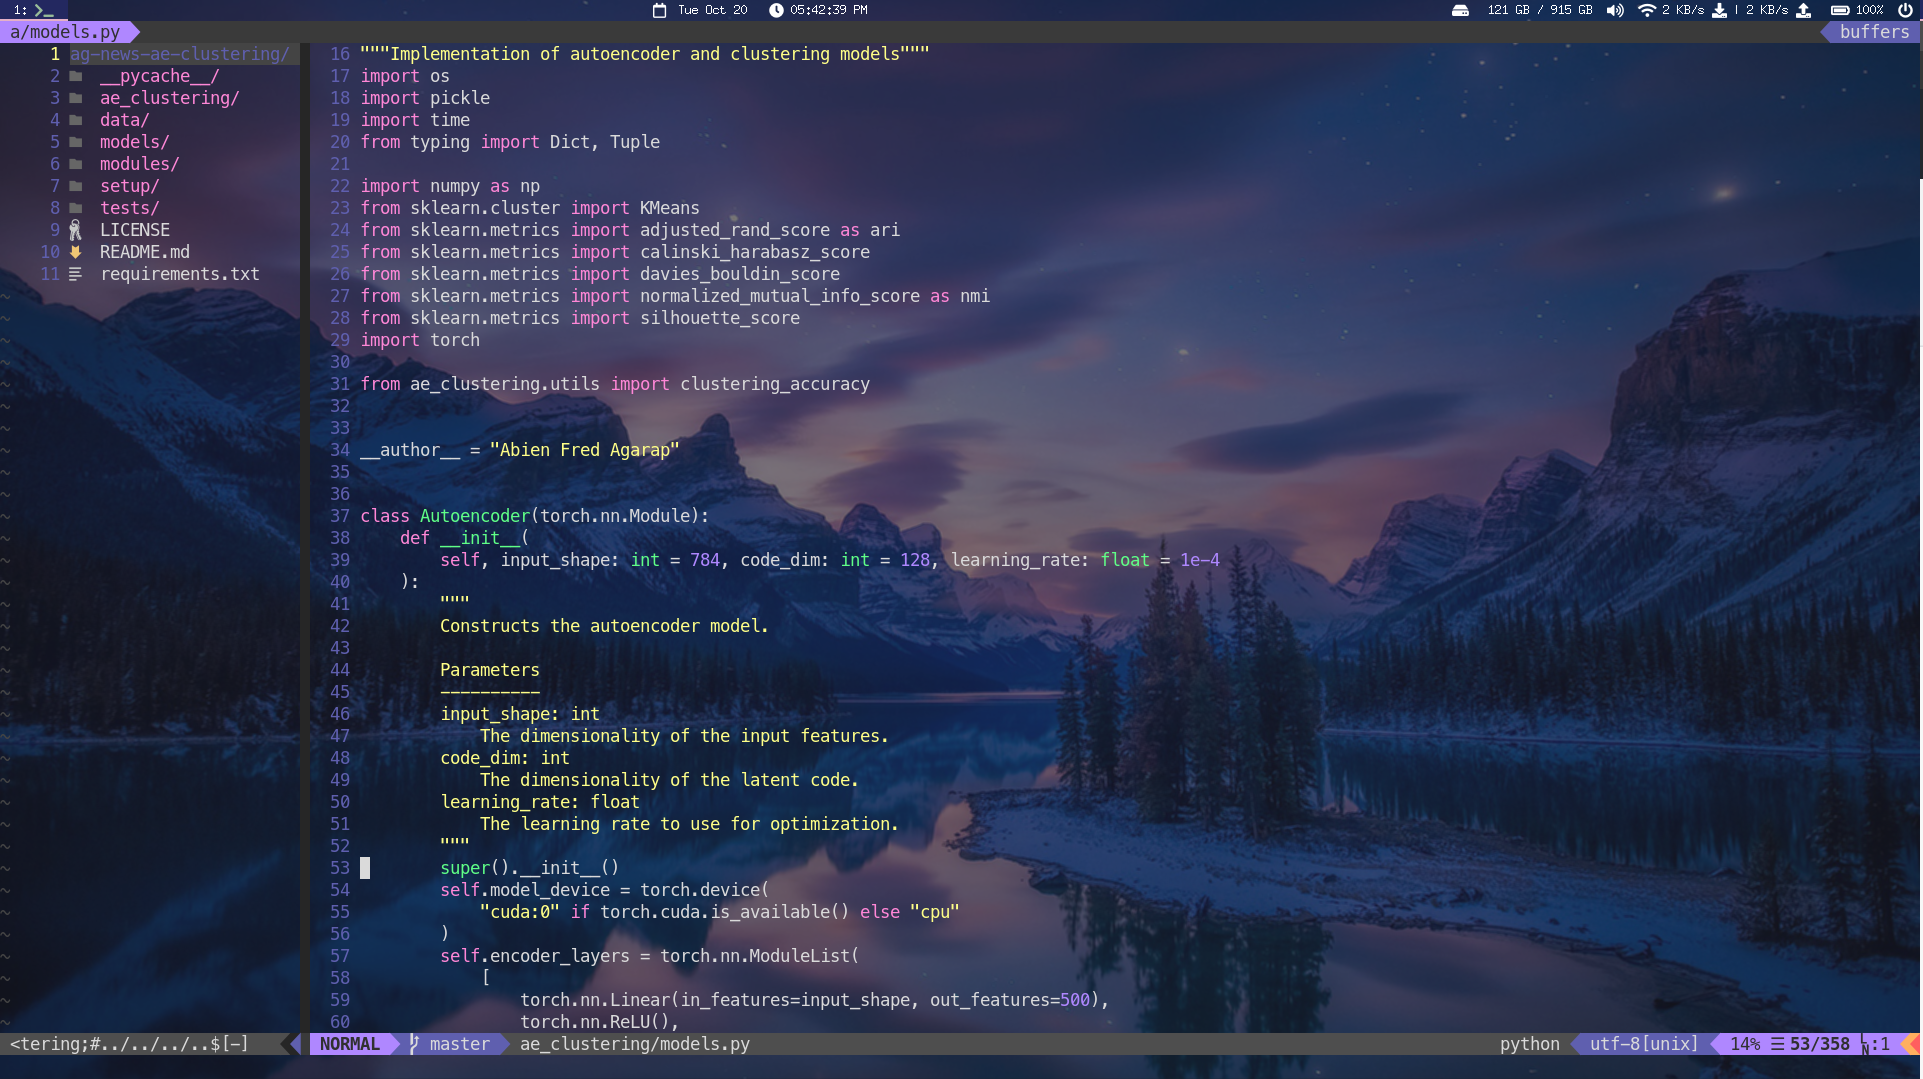 1:
Tue Oct 20 05:42:39 PM
121 GB / 915 GB 2 KB/s | 2 KB/s 100%
a/models.py
buffers
1 ag-news-ae-clustering/
2 __pycache__/
3 ae_clustering/
4 data/
5 models/
6 modules/
7 setup/
8 tests/
9 LICENSE
10 README.md
11 requirements.txt
16 """Implementation of autoencoder and clustering models"""
17 import os
18 import pickle
19 import time
20 from typing import Dict, Tuple
21
22 import numpy as np
23 from sklearn.cluster import KMeans
24 from sklearn.metrics import adjusted_rand_score as ari
25 from sklearn.metrics import calinski_harabasz_score
26 from sklearn.metrics import davies_bouldin_score
27 from sklearn.metrics import normalized_mutual_info_score as nmi
28 from sklearn.metrics import silhouette_score
29 import torch
30
31 from ae_clustering.utils import clustering_accuracy
32
33
34 __author__ = "Abien Fred Agarap"
35
36
37 class Autoencoder(torch.nn.Module):
38     def __init__(
39         self, input_shape: int = 784, code_dim: int = 128, learning_rate: float = 1e-4
40     ):
41         """
42         Constructs the autoencoder model.
43
44         Parameters
45         ----------
46         input_shape: int
47             The dimensionality of the input features.
48         code_dim: int
49             The dimensionality of the latent code.
50         learning_rate: float
51             The learning rate to use for optimization.
52         """
53         super().__init__()
54         self.model_device = torch.device(
55             "cuda:0" if torch.cuda.is_available() else "cpu"
56         )
57         self.encoder_layers = torch.nn.ModuleList(
58             [
59                 torch.nn.Linear(in_features=input_shape, out_features=500),
60                 torch.nn.ReLU(),
<tering;#../../../..$[-]
NORMAL master ae_clustering/models.py
python utf-8[unix] 14% ☰ 53/358 ㏑:1